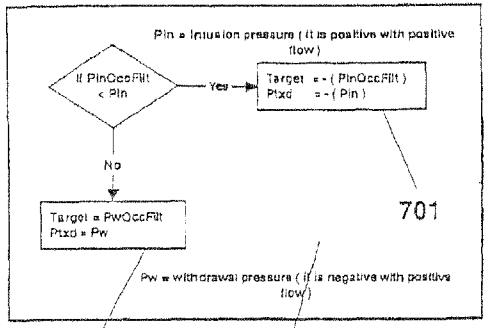 Pin = Infusion pressure ( it is positive with positive
flow )
If PinOccFilt
< Pin
Yes
Target = - ( PinOccFilt )
Ptxd = - ( Pin )
No
701
Target = PwOccFilt
Ptxd = Pw
Pw = withdrawal pressure ( it is negative with positive
flow )